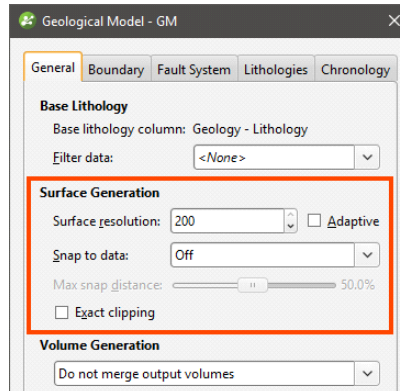 Geological Model - GM
General Boundary Fault System Lithologies Chronology
Base Lithology
Base lithology column: Geology - Lithology
Filter data: <None>
Surface Generation
Surface resolution: 200 Adaptive
Snap to data: Off
Max snap distance: 50.0%
Exact clipping
Volume Generation
Do not merge output volumes